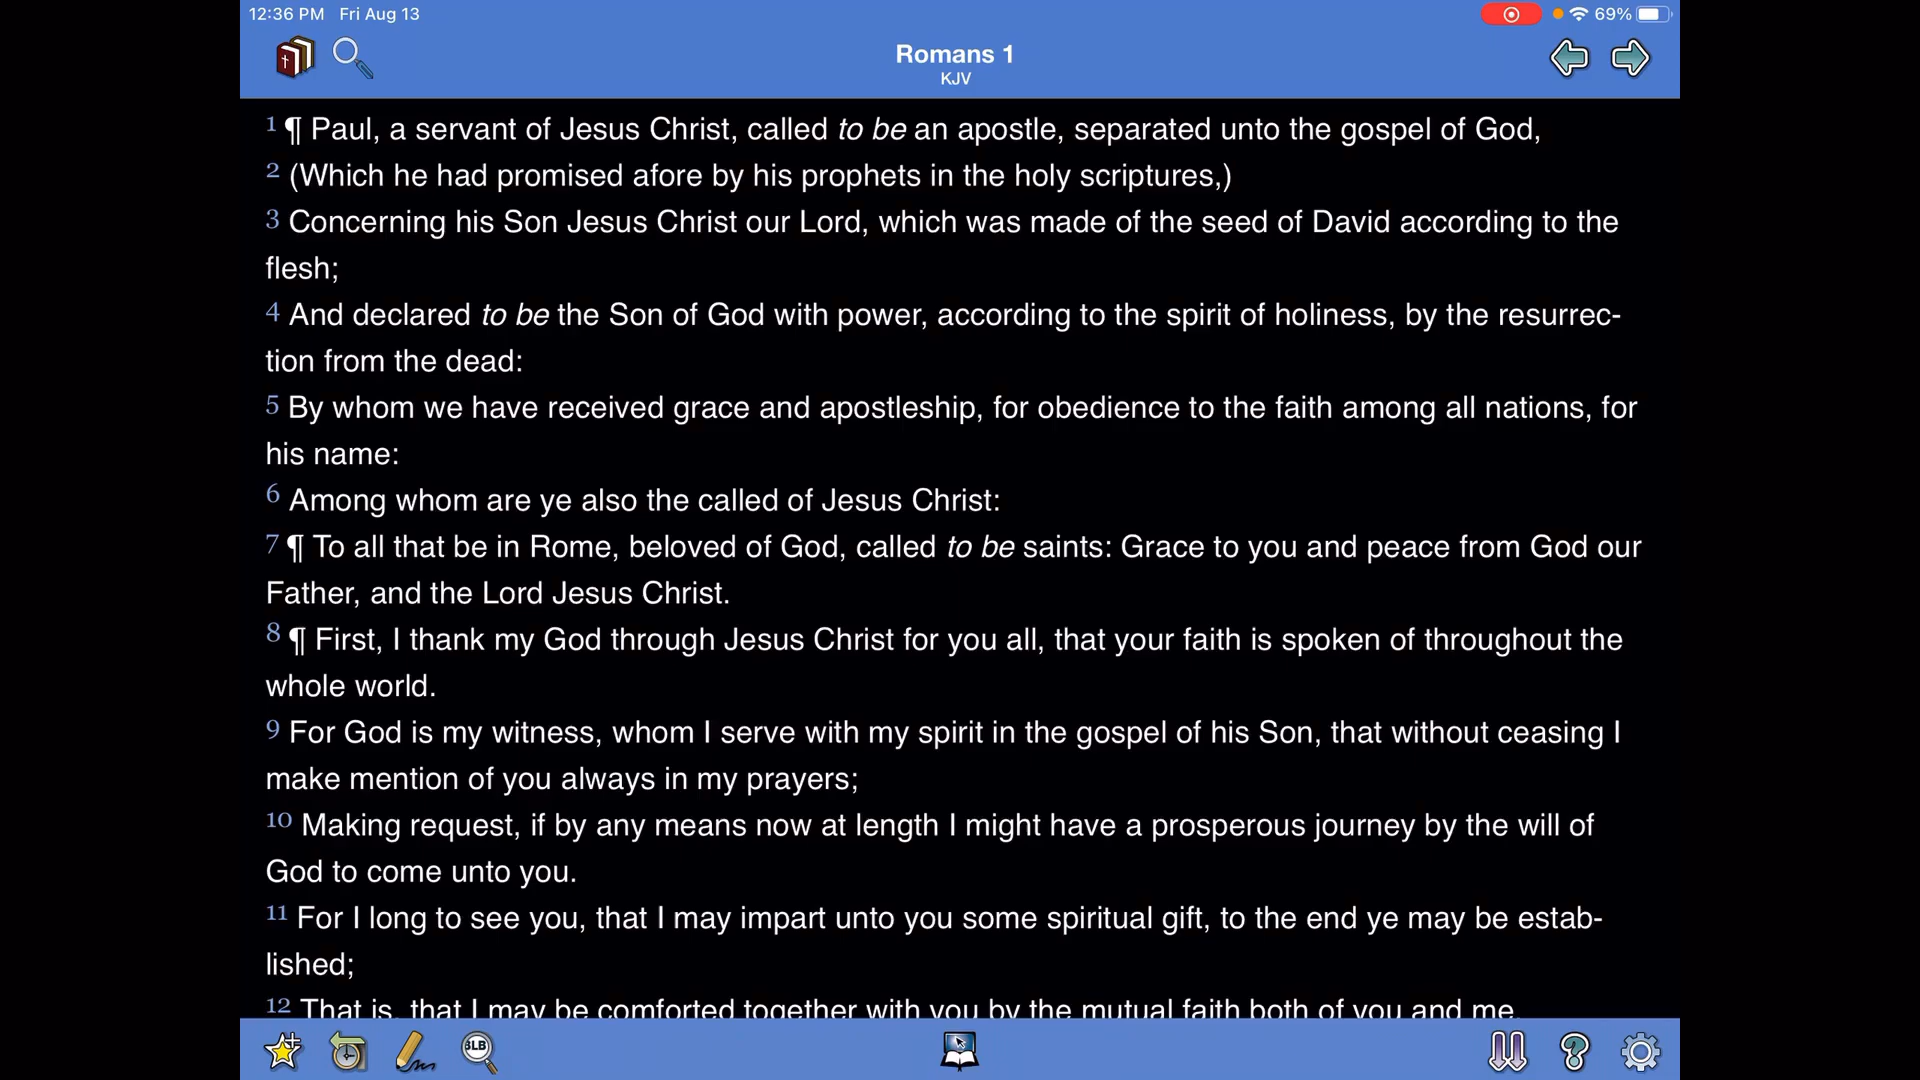 12:36 PM Fri Aug 13
69%
Romans 1
KJV
1 ¶ Paul, a servant of Jesus Christ, called to be an apostle, separated unto the gospel of God,
2 (Which he had promised afore by his prophets in the holy scriptures,)
3 Concerning his Son Jesus Christ our Lord, which was made of the seed of David according to the
flesh;
4 And declared to be the Son of God with power, according to the spirit of holiness, by the resurrec-
tion from the dead:
5 By whom we have received grace and apostleship, for obedience to the faith among all nations, for
his name:
6 Among whom are ye also the called of Jesus Christ:
7 ¶ To all that be in Rome, beloved of God, called to be saints: Grace to you and peace from God our
Father, and the Lord Jesus Christ.
8 ¶ First, I thank my God through Jesus Christ for you all, that your faith is spoken of throughout the
whole world.
9 For God is my witness, whom I serve with my spirit in the gospel of his Son, that without ceasing I
make mention of you always in my prayers;
10 Making request, if by any means now at length I might have a prosperous journey by the will of
God to come unto you.
11 For I long to see you, that I may impart unto you some spiritual gift, to the end ye may be estab-
lished;
12 That is, that I may be comforted together with you by the mutual faith both of you and me.
BLB